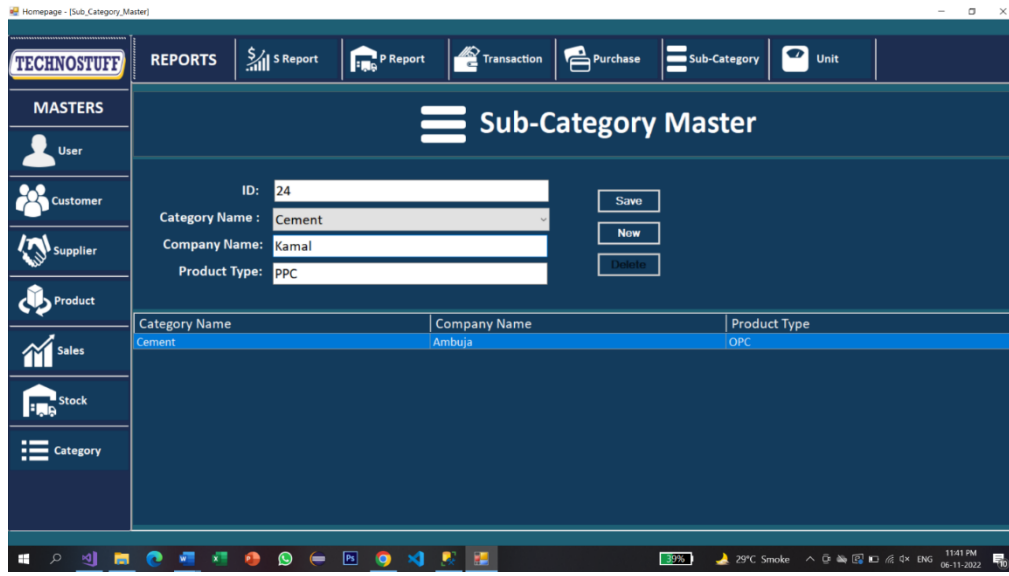 Homepage - [Sub_Category_Master]
TECHNOSTUFF
REPORTS
S Report
P Report
Transaction
Purchase
Sub-Category
Unit
MASTERS
User
Customer
Supplier
Product
Sales
Stock
Category
Sub-Category Master
ID: 24
Category Name : Cement
Company Name: Kamal
Product Type: PPC
Save
New
Delete
Category Name Company Name Product Type
Cement Ambuja OPC
39% 29°C Smoke ENG 11:41 PM
06-11-2022